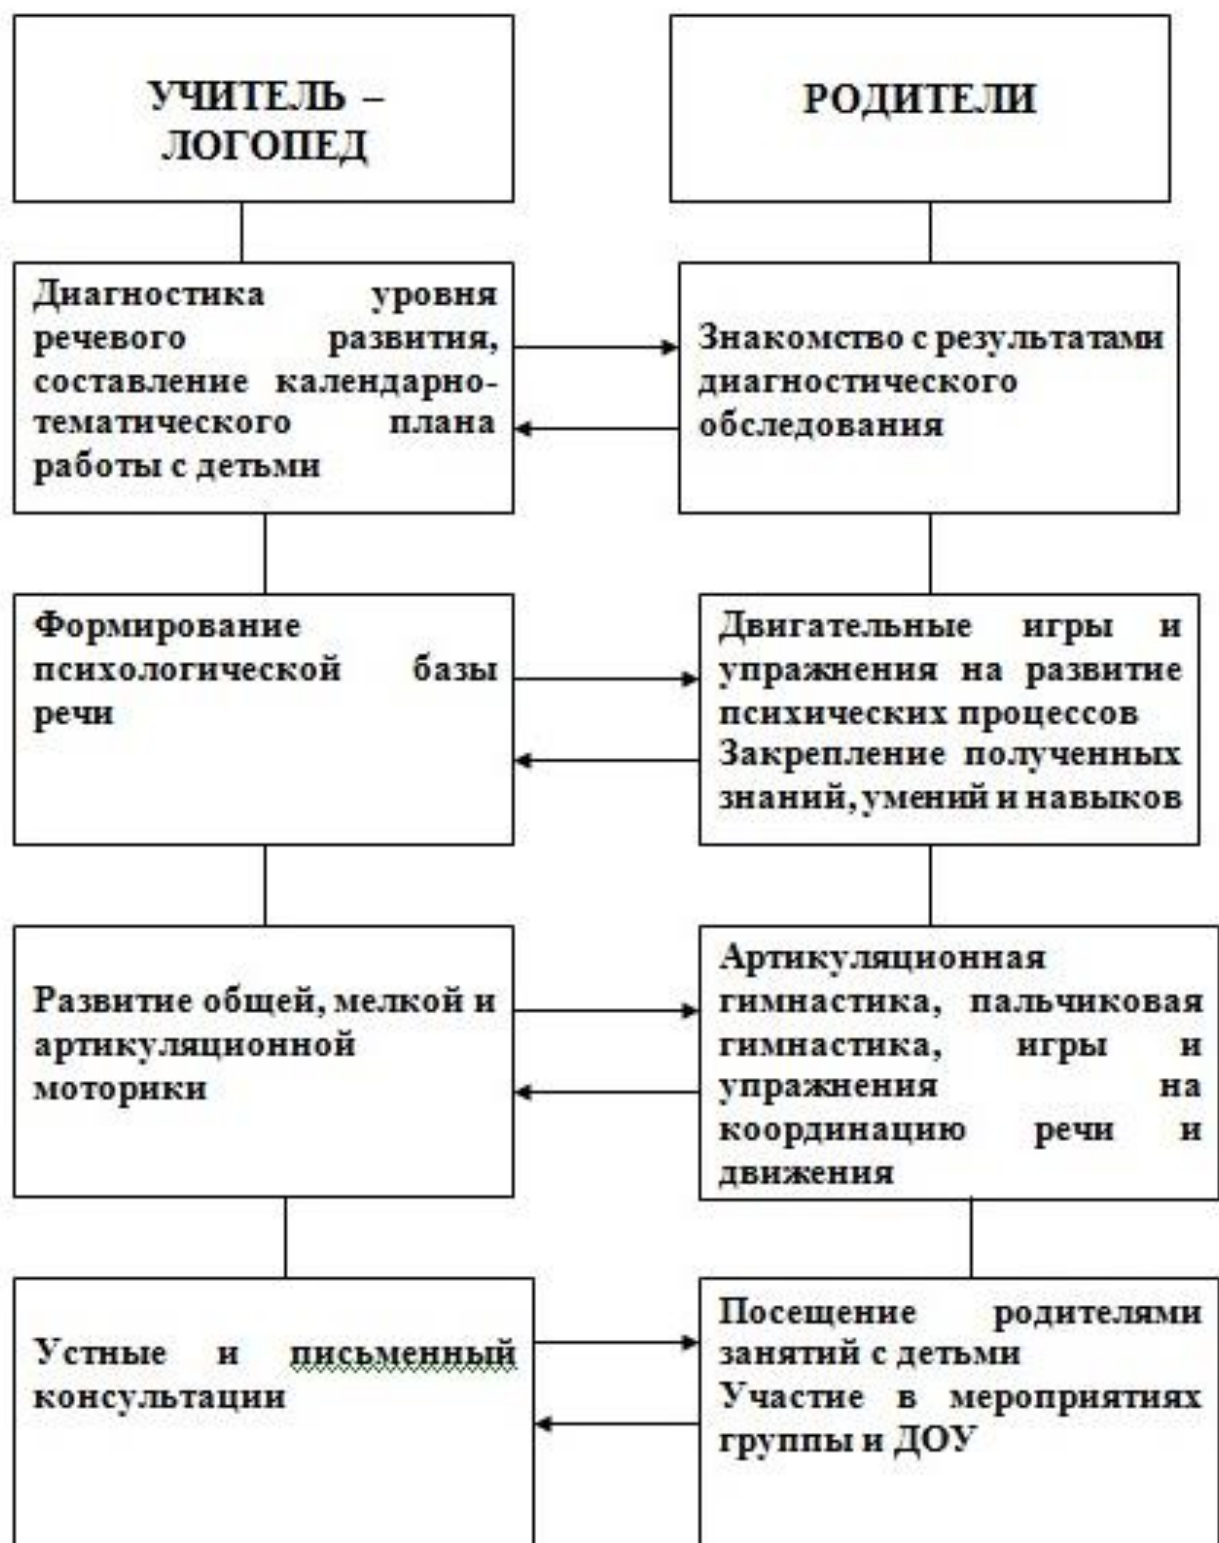 УЧИТЕЛЬ –
ЛОГОПЕД
РОДИТЕЛИ
Диагностика уровня
речевого развития,
составление календарно-
тематического плана
работы с детьми
Знакомство с результатами
диагностического
обследования
Формирование
психологической базы
речи
Двигательные игры и
упражнения на развитие
психических процессов
Закрепление полученных
знаний, умений и навыков
Развитие общей, мелкой и
артикуляционной
моторики
Артикуляционная
гимнастика, пальчиковая
гимнастика, игры и
упражнения на
координацию речи и
движения
Устные и письменный
консультации
Посещение родителями
занятий с детьми
Участие в мероприятиях
группы и ДОУ